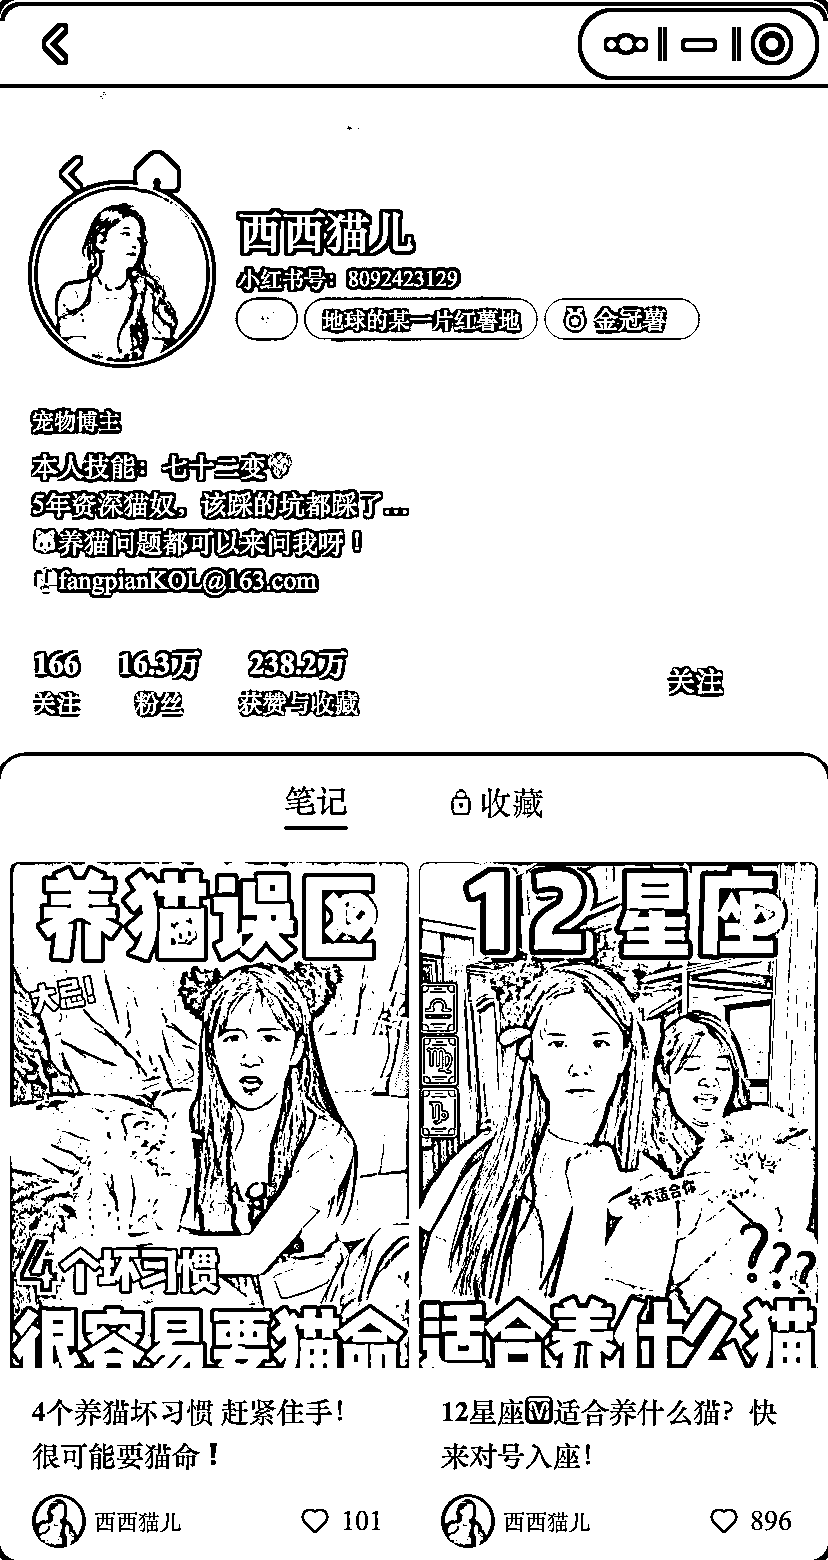 西西猫儿
小红书号：8092423129
地球的某一片红薯地
金冠薯
宠物博主
本人技能：七十二变
5年资深猫奴，该踩的坑都踩了...
养猫问题都可以来问我呀！
fangpianKOL@163.com
166 16.3万 238.2万
关注 粉丝 获赞与收藏
关注
笔记 收藏
养猫误区
大忌!
4个坏习惯
很容易要猫命
12星座
爷不适合你
???
适合养什么猫
4个养猫坏习惯 赶紧住手！
很可能要猫命！
西西猫儿 101
12星座♍适合养什么猫？快
来对号入座！
西西猫儿 896